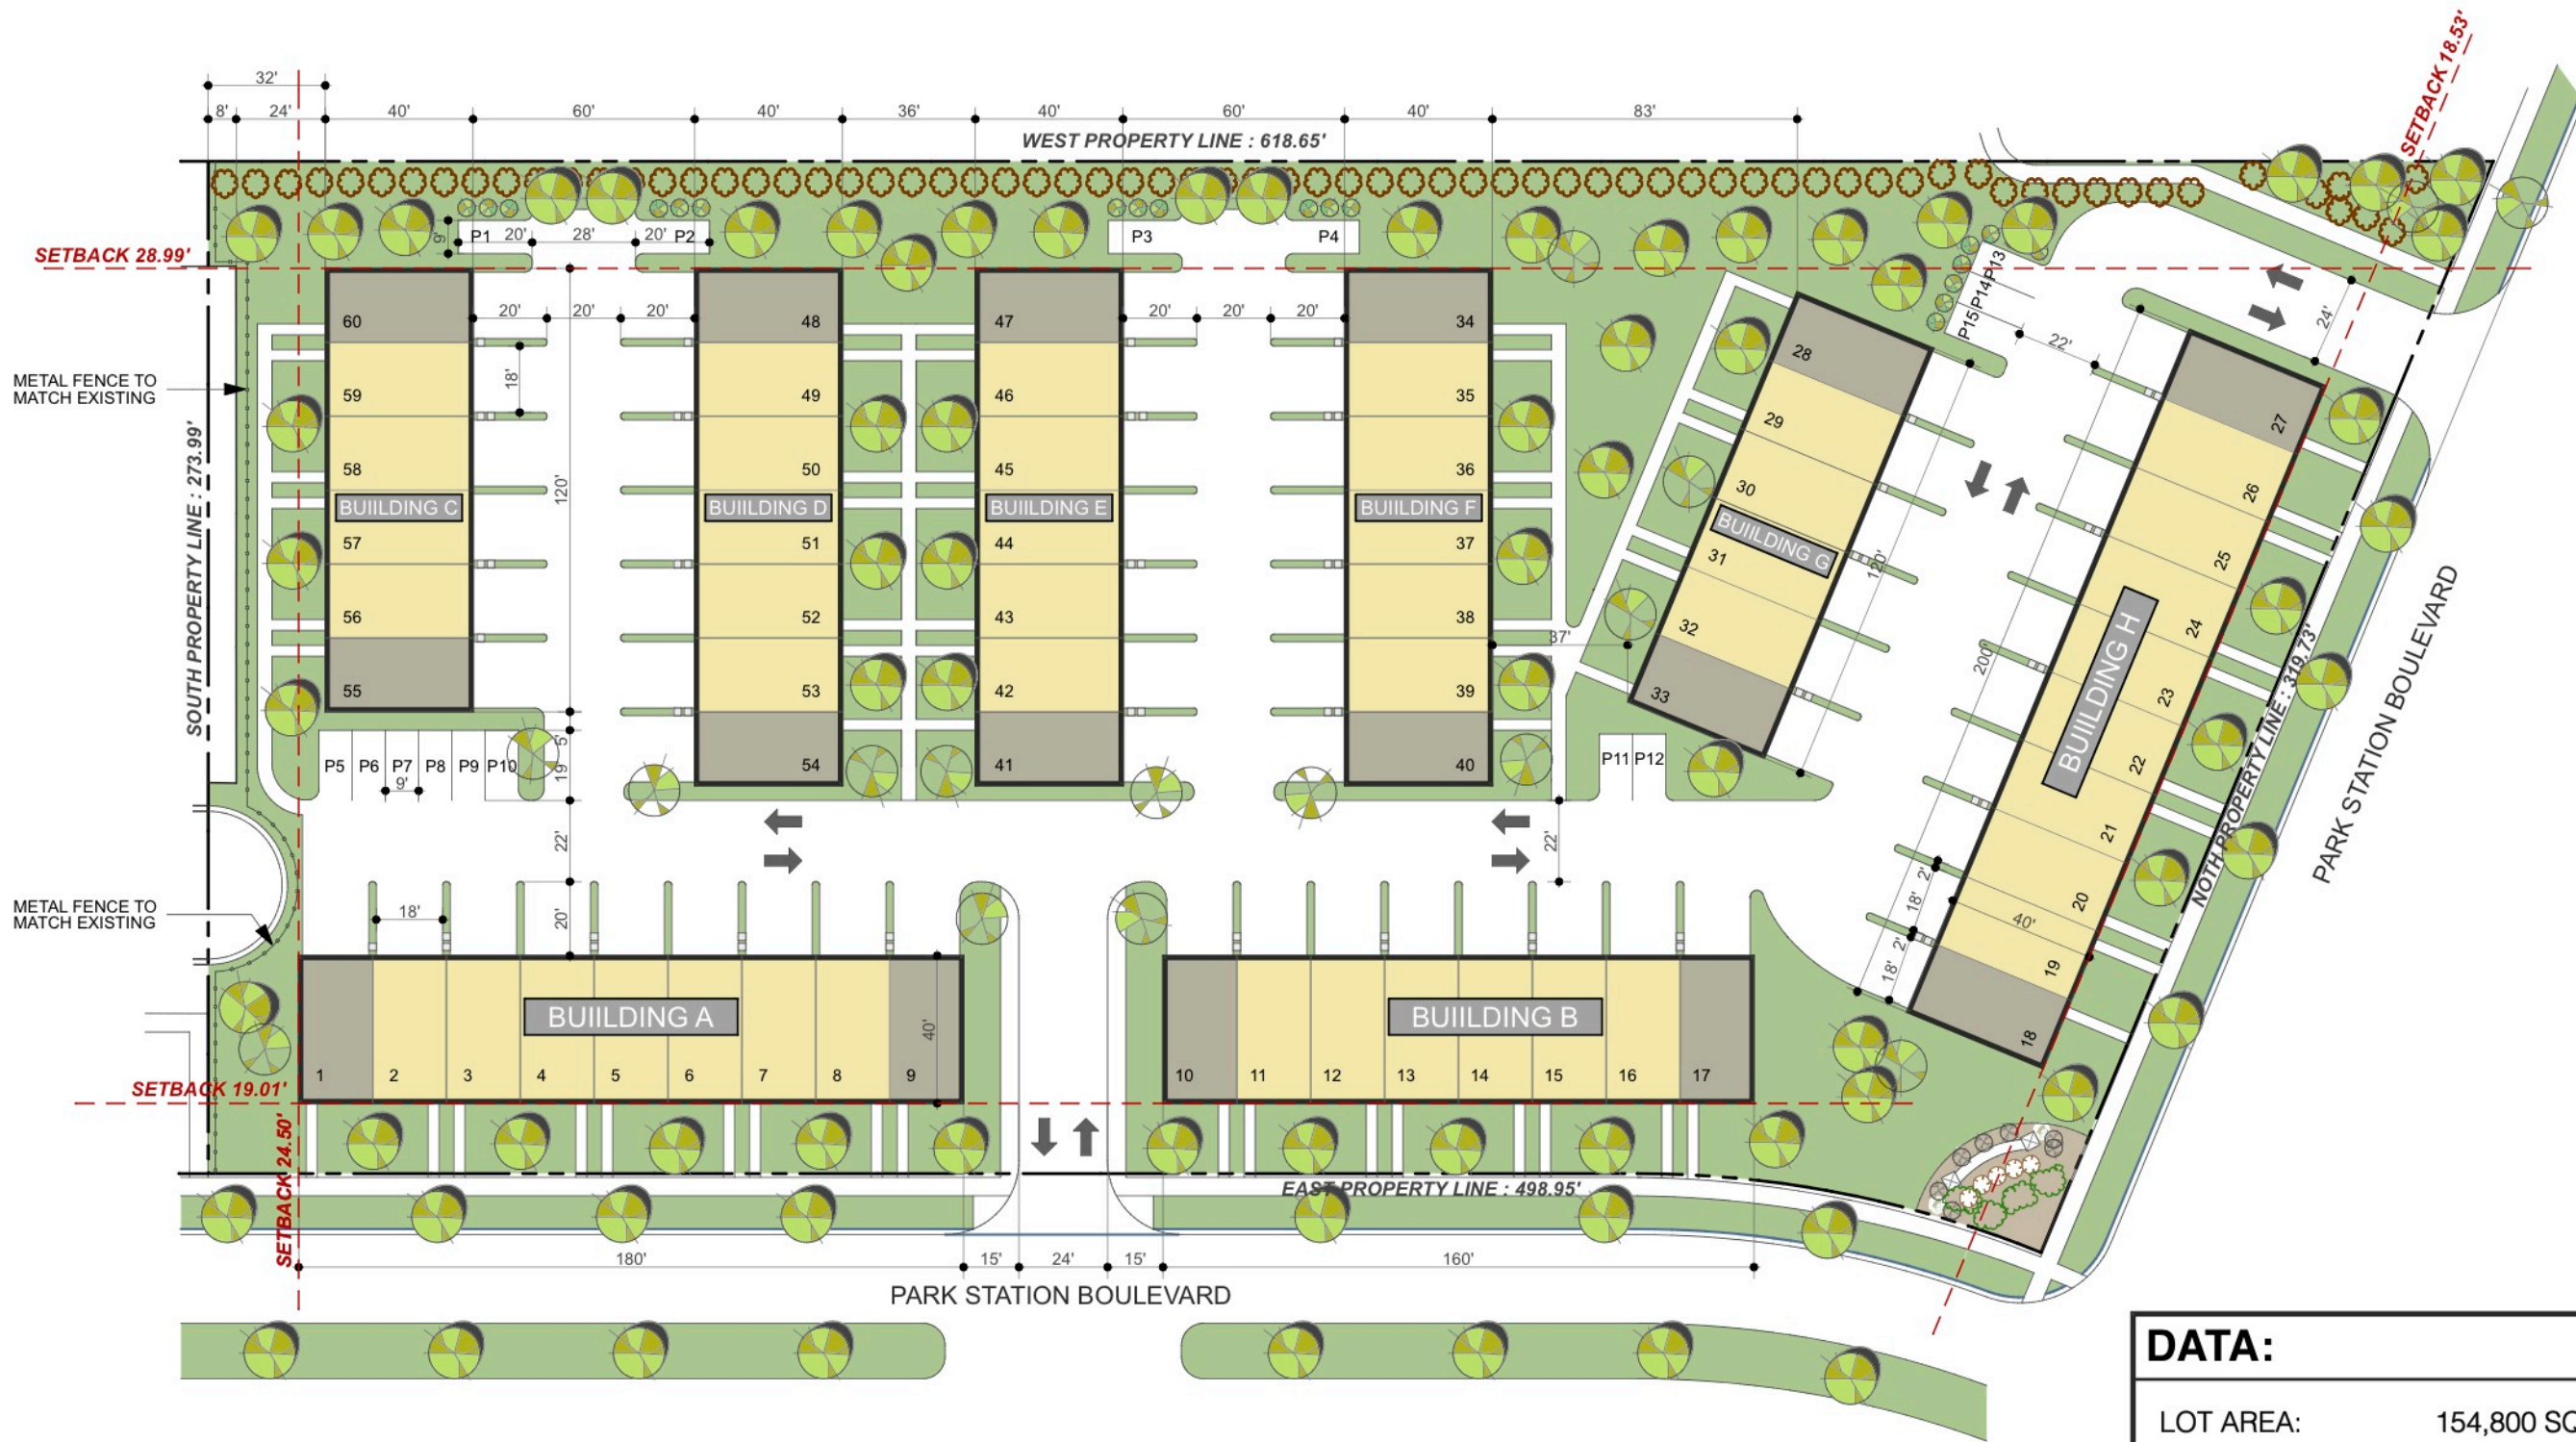 SETBACK 18.53'
32'
8' 24' 40' 60' 40' 36' 40' 60' 40' 83'
WEST PROPERTY LINE : 618.65'
9' P1 20' 28' 20' P2 P3 P4
SETBACK 28.99'
P15 P14 P13
20' 20' 20' 20' 20' 20'
24'
22'
60 48 47 34 28
18'
METAL FENCE TO
MATCH EXISTING
59 49 46 35 29 27
58 50 45 36 30 26
SOUTH PROPERTY LINE : 273.99'
120'
BUIILDING C BUIILDING D BUIILDING E BUIILDING F
BUIILDING G
57 51 44 37 31 25
120'
56 52 43 38 32 24
37'
200'
BUIILDING H
NOTH PROPERTY LINE : 319.73'
PARK STATION BOULEVARD
55 53 42 39 33 23
5'
P5 P6 P7 P8 P9 P10 19' 54 41 40 P11 P12 22
9'
22' 22'
21
METAL FENCE TO
MATCH EXISTING
18' 20'
2' 18' 2' 18'
40'
20
19
18
BUIILDING A 40' BUIILDING B
1 2 3 4 5 6 7 8 9 10 11 12 13 14 15 16 17
SETBACK 19.01'
SETBACK 24.50'
EAST PROPERTY LINE : 498.95'
180' 15' 24' 15' 160'
PARK STATION BOULEVARD
DATA:
LOT AREA: 154,800